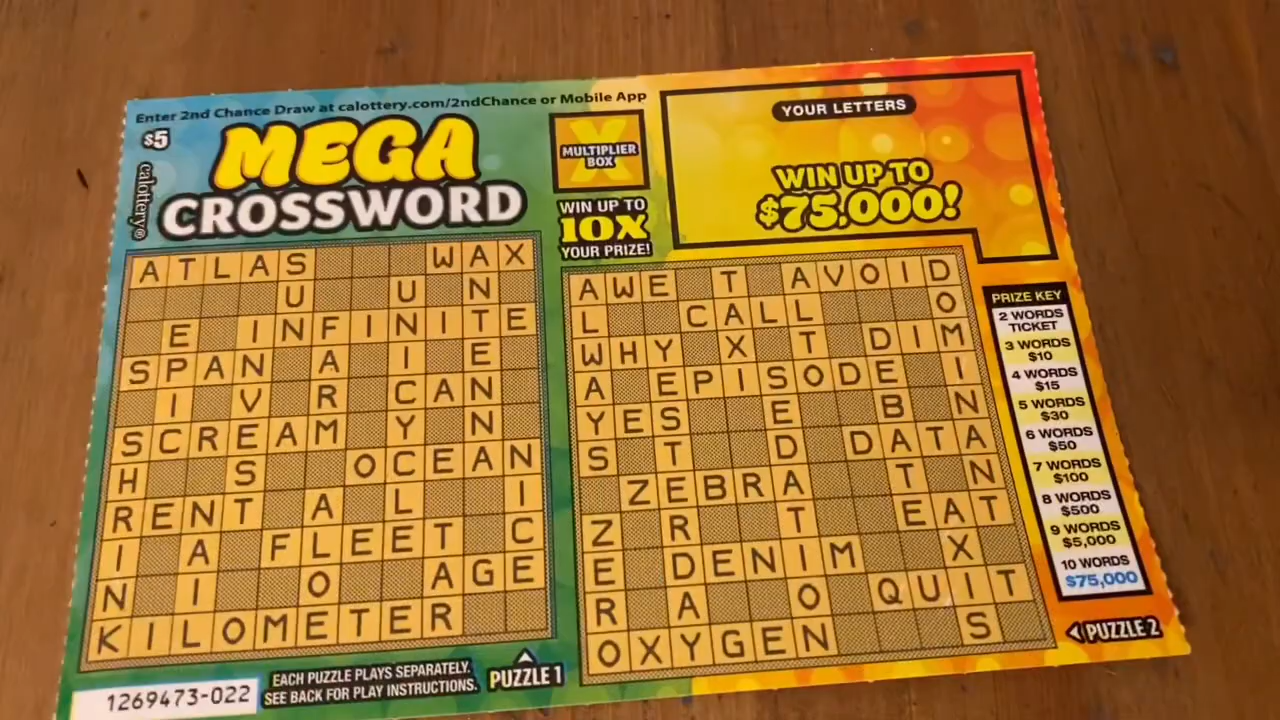 Enter 2nd Chance Draw at calottery.com/2ndChance or Mobile App
$5
calottery®
MEGA
CROSSWORD
X
MULTIPLIER
BOX
WIN UP TO
10X
YOUR PRIZE!
YOUR LETTERS
WIN UP TO
$75,000!
ATLAS WAX
U U N
E INFINITE
SPAN A I E
I V R CAN
SCREAM Y N
H S OCEAN
RENT A L I
I A FLEET C
N I O AGE
KILOMETER
AWE T AVOID
L CALL O
WHY X T DIM
A EPISODE I
YES E B N
S T D DATA
ZEBRA T N
Z R T EAT
E DENIM X
R A O QUIT
OXYGEN S
PRIZE KEY
2 WORDS
TICKET
3 WORDS
$10
4 WORDS
$15
5 WORDS
$30
6 WORDS
$50
7 WORDS
$100
8 WORDS
$500
9 WORDS
$5,000
10 WORDS
$75,000
PUZZLE 2
EACH PUZZLE PLAYS SEPARATELY.
SEE BACK FOR PLAY INSTRUCTIONS.
PUZZLE 1
1269473-022